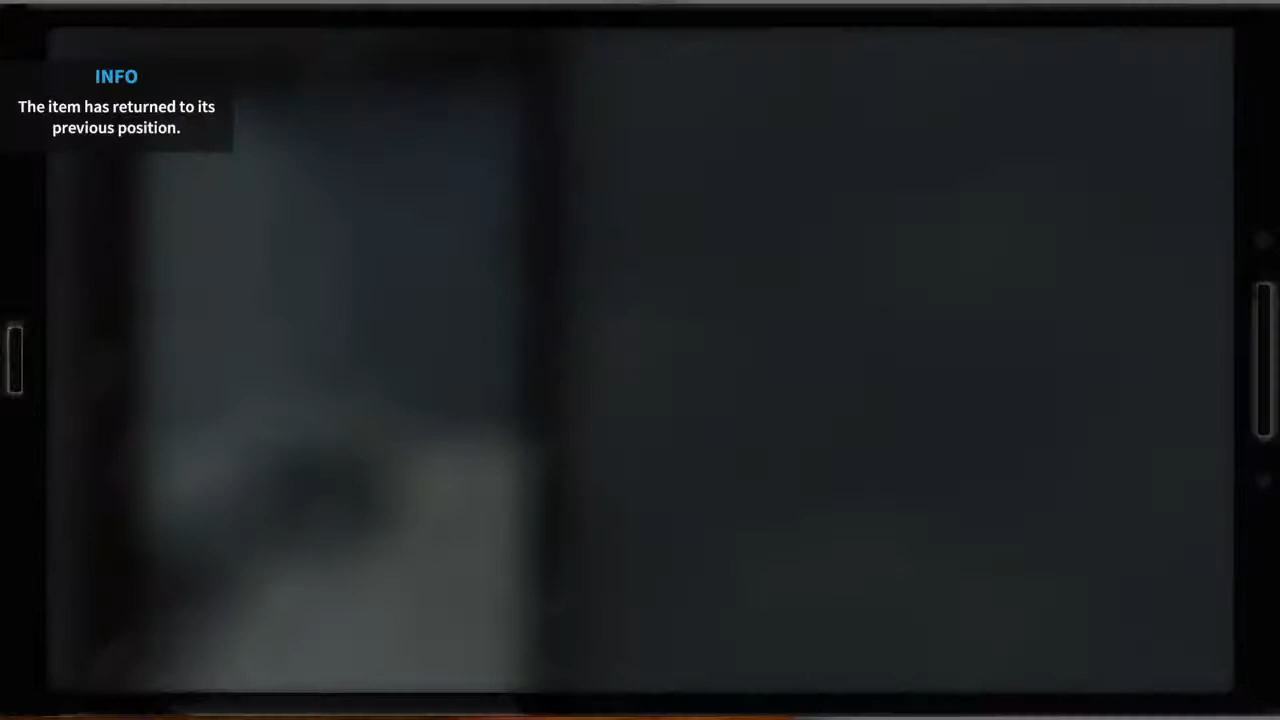 INFO
The item has returned to its
previous position.